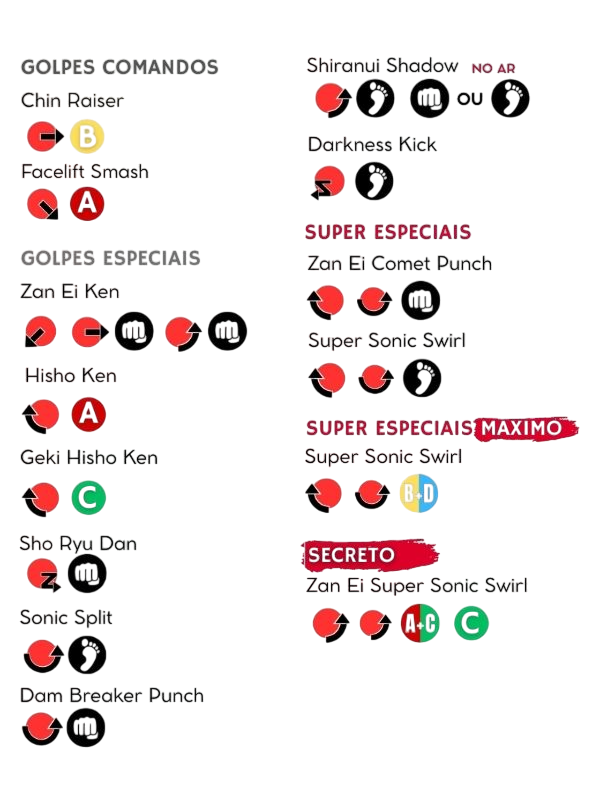 GOLPES COMANDOS
Chin Raiser
B
Facelift Smash
A
GOLPES ESPECIAIS
Zan Ei Ken
Hisho Ken
A
Geki Hisho Ken
C
Sho Ryu Dan
Sonic Split
Dam Breaker Punch
Shiranui Shadow NO AR
OU
Darkness Kick
SUPER ESPECIAIS
Zan Ei Comet Punch
Super Sonic Swirl
SUPER ESPECIAIS MAXIMO
Super Sonic Swirl
B+D
SECRETO
Zan Ei Super Sonic Swirl
A+C C